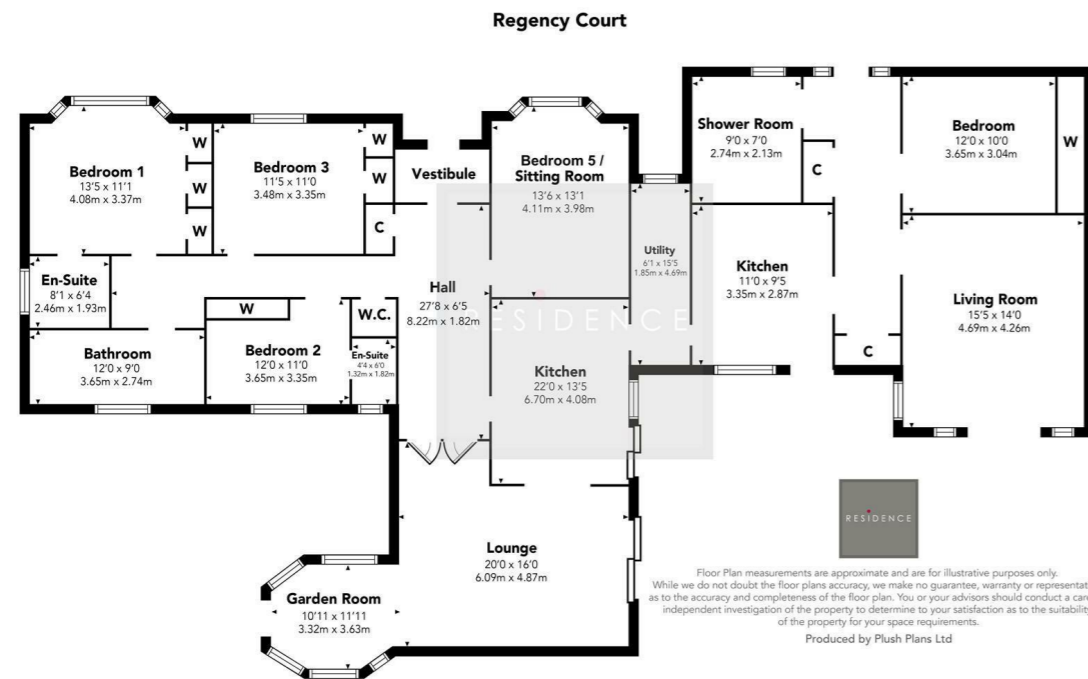 Regency Court
Bedroom 1
13'5 x 11'1
4.08m x 3.37m
W
W
W
Bedroom 3
11'5 x 11'0
3.48m x 3.35m
W
W
C
Vestibule
Bedroom 5 /
Sitting Room
13'6 x 13'1
4.11m x 3.98m
Shower Room
9'0 x 7'0
2.74m x 2.13m
C
Bedroom
12'0 x 10'0
3.65m x 3.04m
W
En-Suite
8'1 x 6'4
2.46m x 1.93m
Hall
27'8 x 6'5
8.22m x 1.82m
Utility
6'1 x 15'5
1.85m x 4.69m
Kitchen
11'0 x 9'5
3.35m x 2.87m
Living Room
15'5 x 14'0
4.69m x 4.26m
C
RESIDENCE
W
W.C.
Bathroom
12'0 x 9'0
3.65m x 2.74m
Bedroom 2
12'0 x 11'0
3.65m x 3.35m
En-Suite
4'4 x 6'0
1.32m x 1.82m
Kitchen
22'0 x 13'5
6.70m x 4.08m
Lounge
20'0 x 16'0
6.09m x 4.87m
Garden Room
10'11 x 11'11
3.32m x 3.63m
RESIDENCE
Floor Plan measurements are approximate and are for illustrative purposes only.
While we do not doubt the floor plans accuracy, we make no guarantee, warranty or representat
as to the accuracy and completeness of the floor plan. You or your advisors should conduct a care
independent investigation of the property to determine to your satisfaction as to the suitability
of the property for your space requirements.
Produced by Plush Plans Ltd